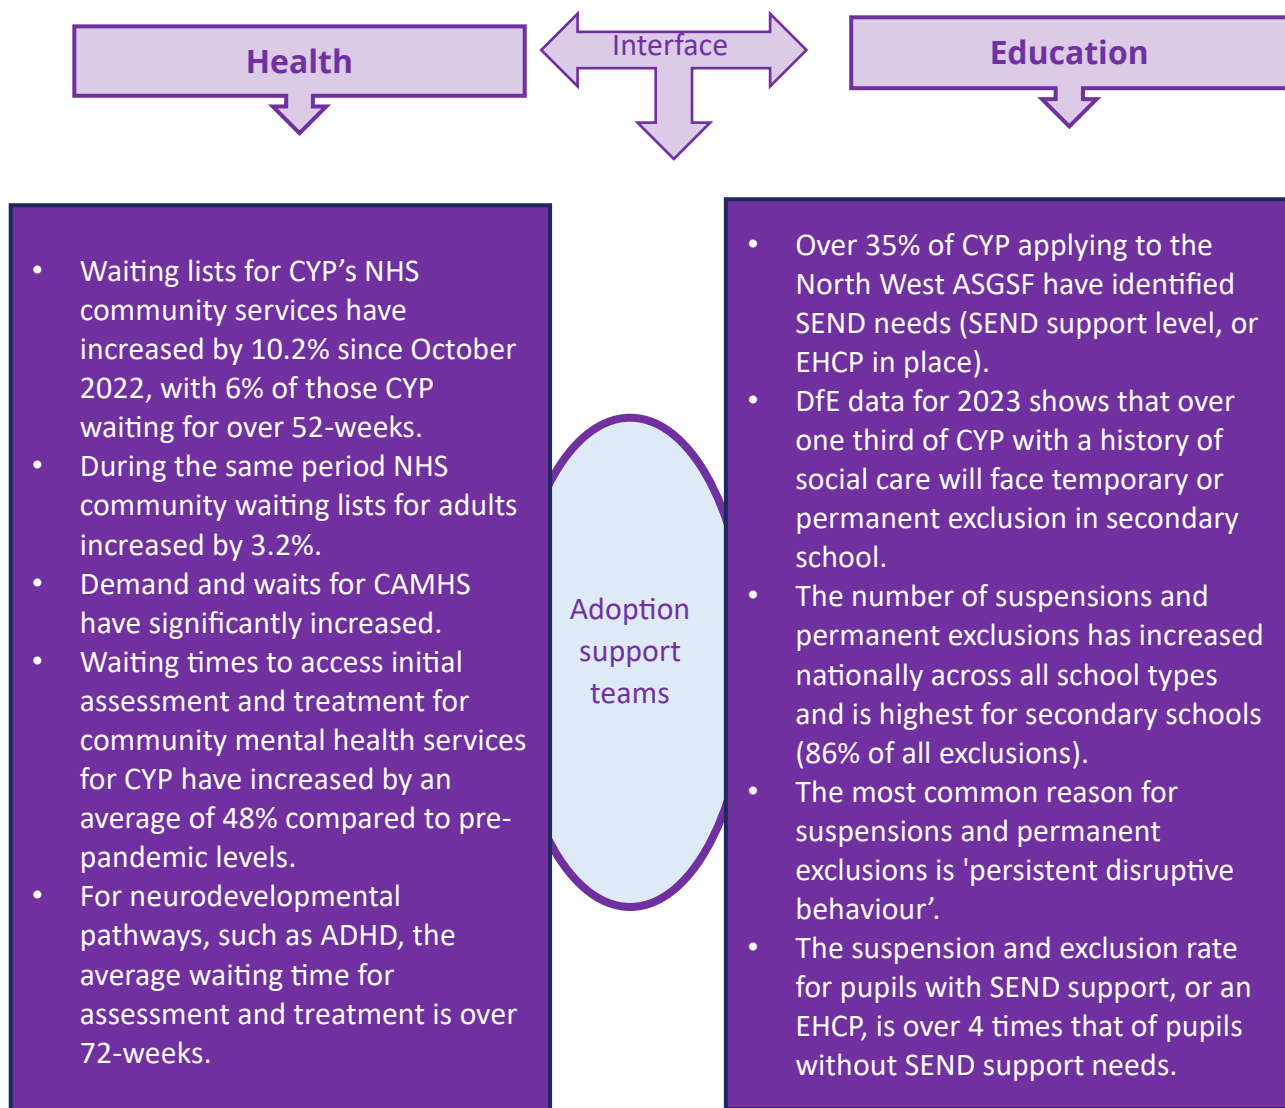 Health
Interface
Education
• Waiting lists for CYP’s NHS
community services have
increased by 10.2% since October
2022, with 6% of those CYP
waiting for over 52-weeks.
• During the same period NHS
community waiting lists for adults
increased by 3.2%.
• Demand and waits for CAMHS
have significantly increased.
• Waiting times to access initial
assessment and treatment for
community mental health services
for CYP have increased by an
average of 48% compared to pre-
pandemic levels.
• For neurodevelopmental
pathways, such as ADHD, the
average waiting time for
assessment and treatment is over
72-weeks.
Adoption
support
teams
• Over 35% of CYP applying to the
North West ASGSF have identified
SEND needs (SEND support level, or
EHCP in place).
• DfE data for 2023 shows that over
one third of CYP with a history of
social care will face temporary or
permanent exclusion in secondary
school.
• The number of suspensions and
permanent exclusions has increased
nationally across all school types
and is highest for secondary schools
(86% of all exclusions).
• The most common reason for
suspensions and permanent
exclusions is 'persistent disruptive
behaviour’.
• The suspension and exclusion rate
for pupils with SEND support, or an
EHCP, is over 4 times that of pupils
without SEND support needs.